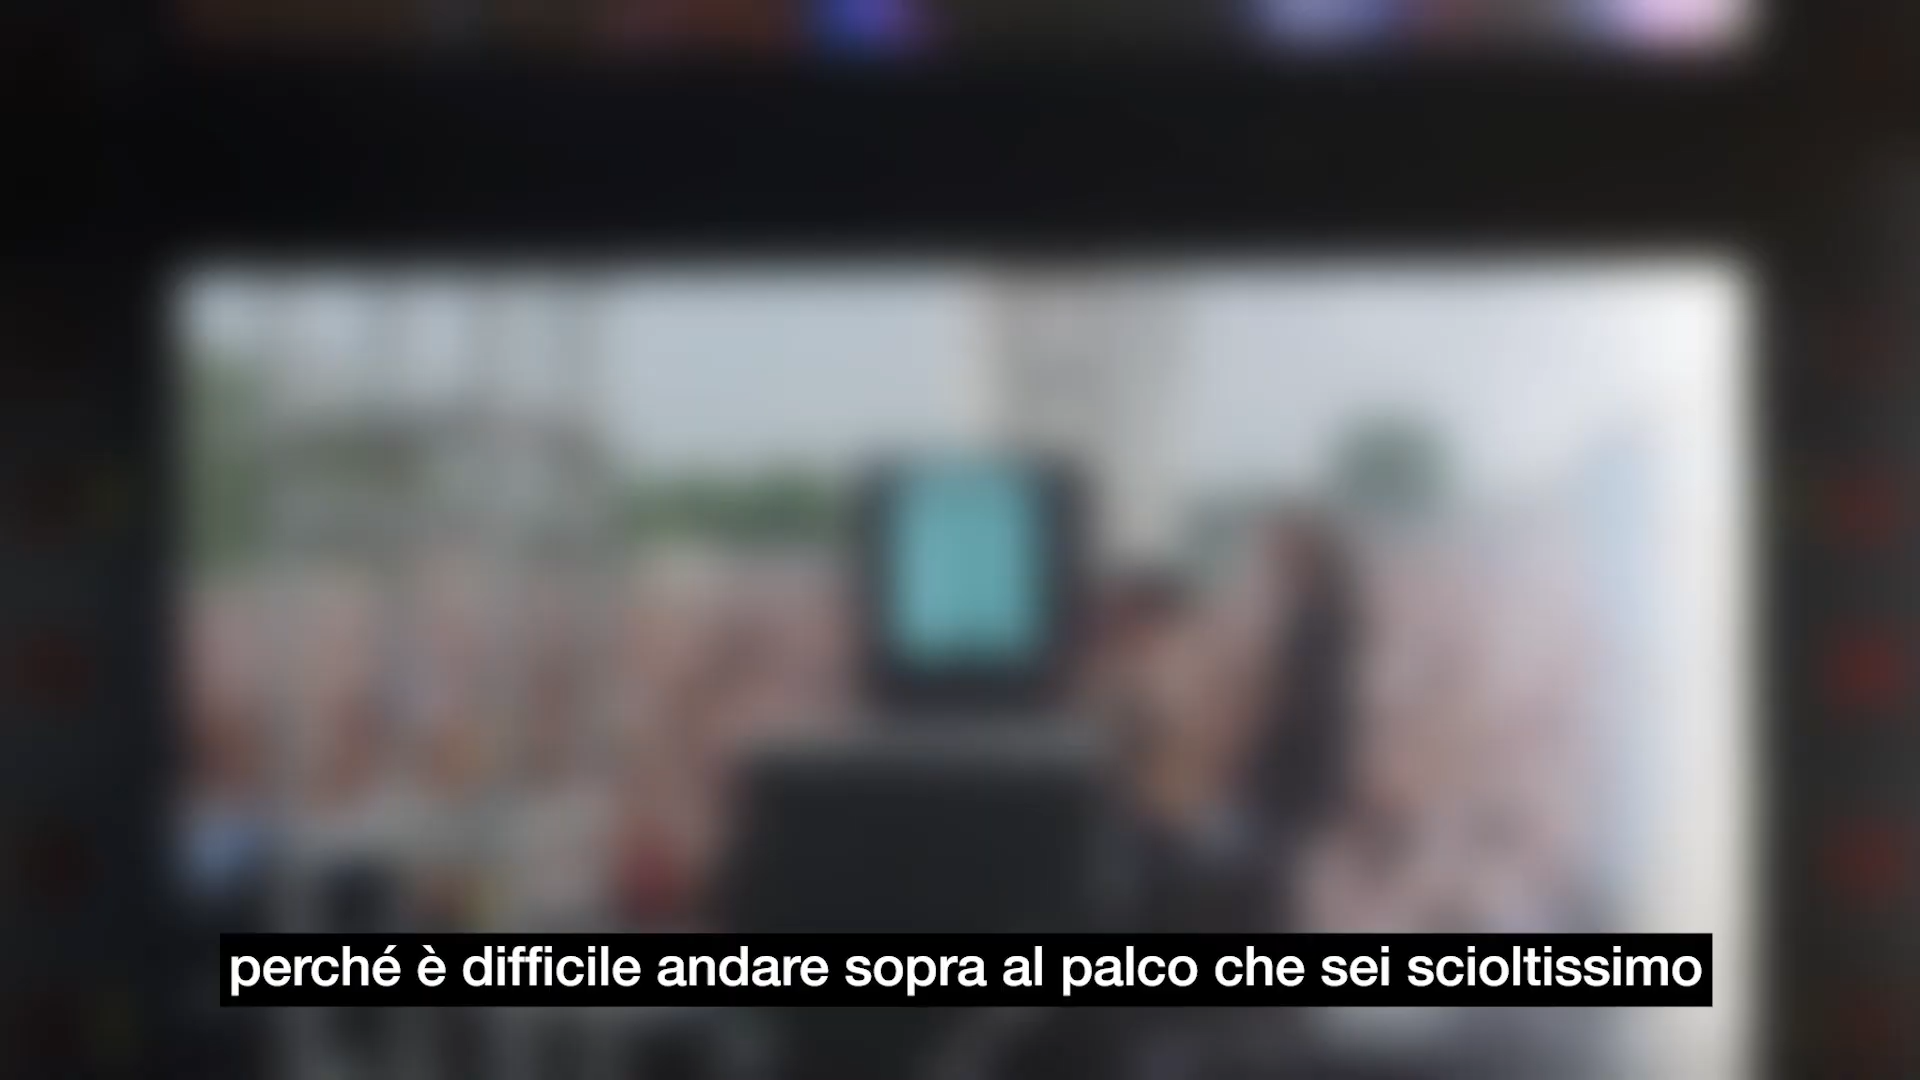 perché è difficile andare sopra al palco che sei scioltissimo